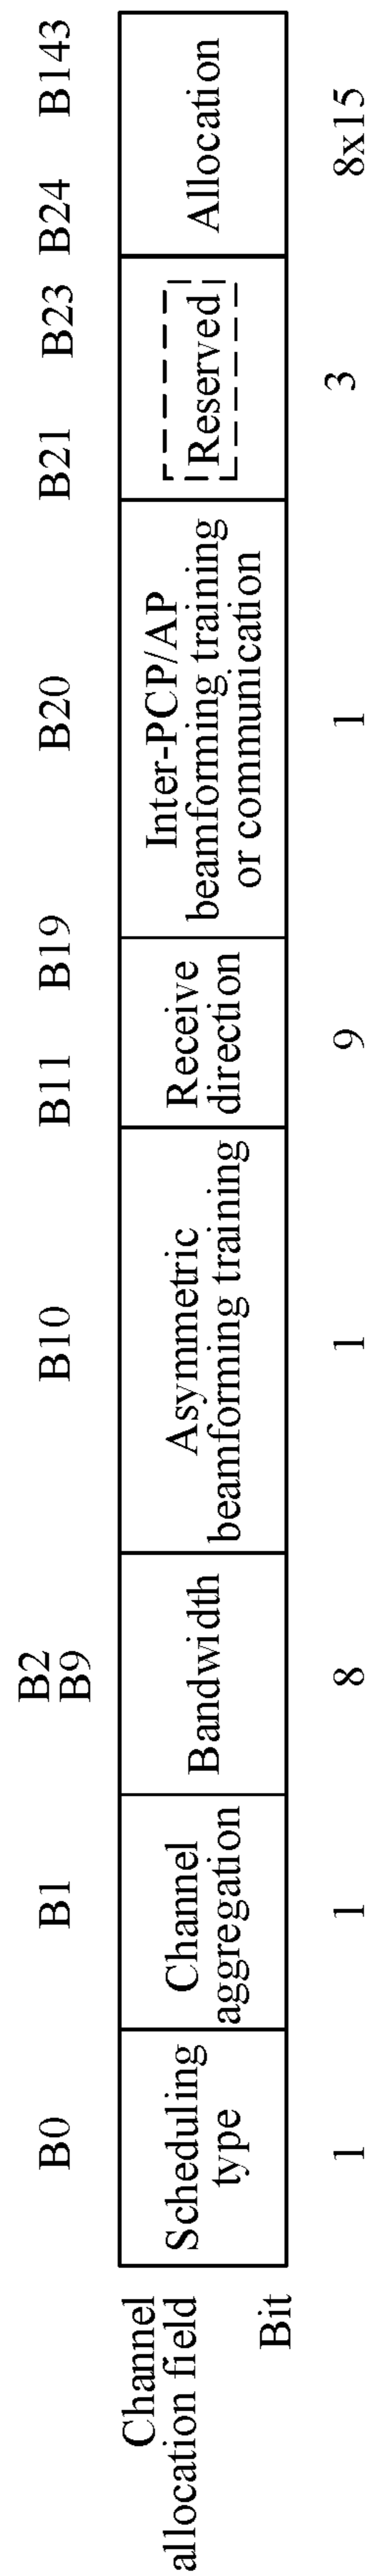 B0
B1
B2
B9
B10
B11
B19
B20
B21
B23
B24
B143
Channel
allocation field
Scheduling
type
Channel
aggregation
Bandwidth
Asymmetric
beamforming training
Receive
direction
Inter-PCP/AP
beamforming training
or communication
Reserved
Allocation
Bit
1
1
8
1
9
1
3
8x15